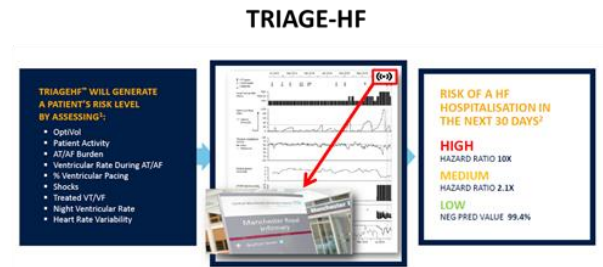 TRIAGE-HF
TRIAGEHF™ WILL GENERATE
A PATIENT'S RISK LEVEL
BY ASSESSING¹:
• OptiVol
• Patient Activity
• AT/AF Burden
• Ventricular Rate During AT/AF
• % Ventricular Pacing
• Shocks
• Treated VT/VF
• Night Ventricular Rate
• Heart Rate Variability
Manchester Royal
Infirmary
Manchester
RISK OF A HF
HOSPITALISATION IN
THE NEXT 30 DAYS²
HIGH
HAZARD RATIO 10X
MEDIUM
HAZARD RATIO 2.1X
LOW
NEG PRED VALUE 99.4%